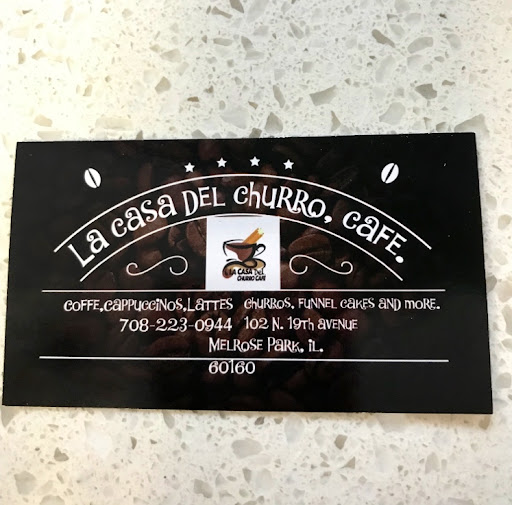 La Casa Del Churro, Cafe.
LA CASA DEL
CHURRO CAFE
Coffe,Cappuccinos,Lattes churros, funnel cakes and more.
708-223-0944 102 N. 19th avenue
Melrose Park, iL.
60160